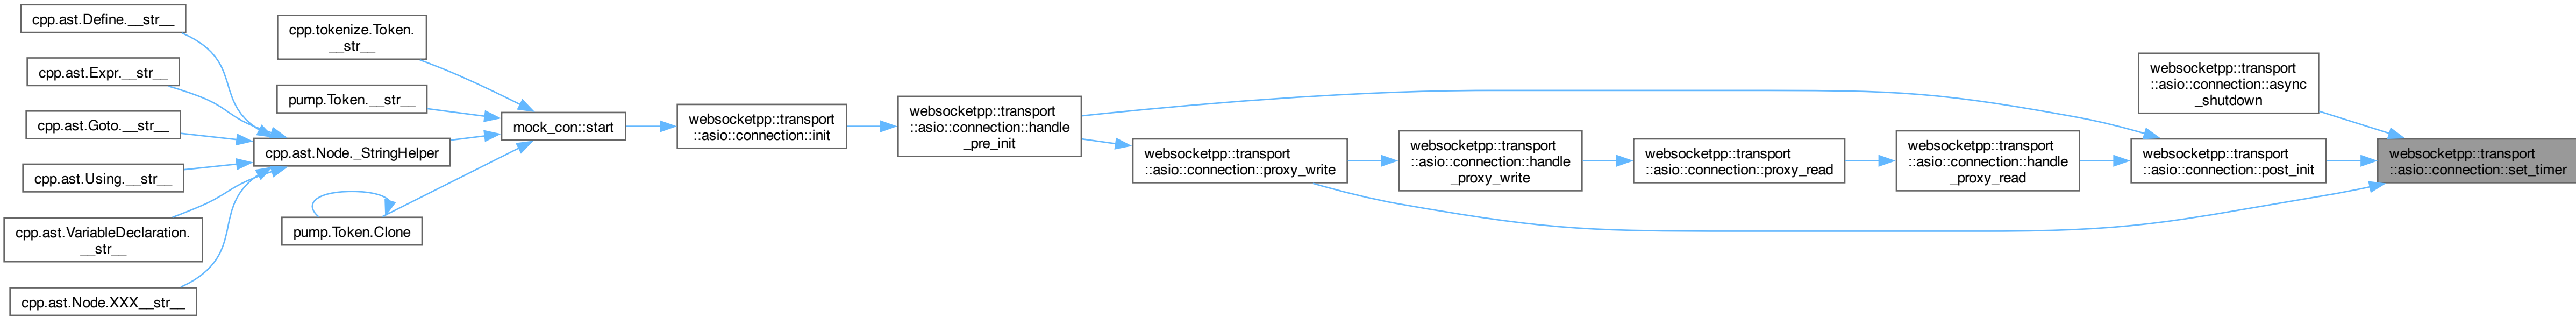 cpp.ast.Define.__str__
cpp.ast.Expr.__str__
cpp.ast.Goto.__str__
cpp.ast.Using.__str__
cpp.ast.VariableDeclaration.
__str__
cpp.ast.Node.XXX__str__
cpp.tokenize.Token.
__str__
pump.Token.__str__
cpp.ast.Node._StringHelper
pump.Token.Clone
mock_con::start
websocketpp::transport
::asio::connection::init
websocketpp::transport
::asio::connection::handle
_pre_init
websocketpp::transport
::asio::connection::proxy_write
websocketpp::transport
::asio::connection::handle
_proxy_write
websocketpp::transport
::asio::connection::proxy_read
websocketpp::transport
::asio::connection::handle
_proxy_read
websocketpp::transport
::asio::connection::async
_shutdown
websocketpp::transport
::asio::connection::post_init
websocketpp::transport
::asio::connection::set_timer